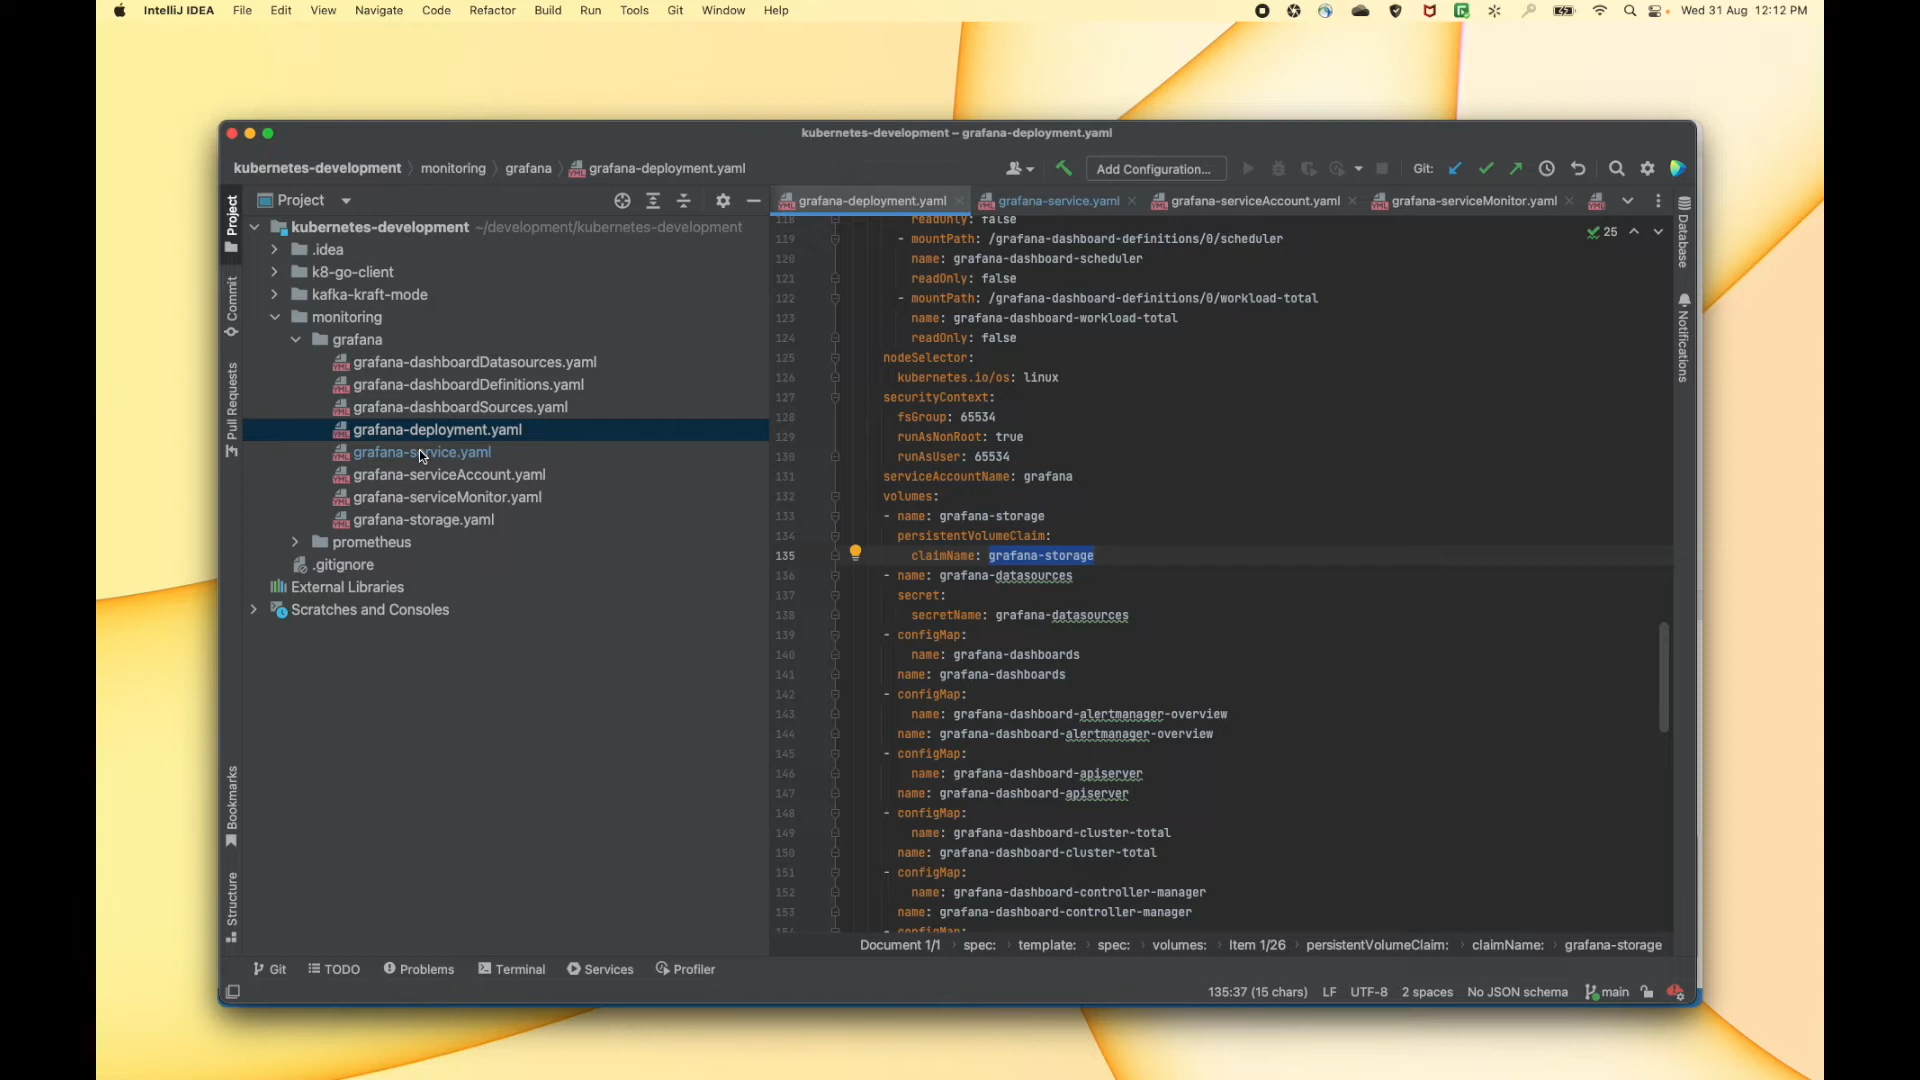 IntelliJ IDEA File Edit View Navigate Code Refactor Build Run Tools Git Window Help Wed 31 Aug 12:12 PM
kubernetes-development – grafana-deployment.yaml
kubernetes-development monitoring grafana grafana-deployment.yaml Add Configuration... Git:
Project
grafana-deployment.yaml grafana-service.yaml grafana-serviceAccount.yaml grafana-serviceMonitor.yaml
Project
Commit
Pull Requests
Bookmarks
Structure
kubernetes-development ~/development/kubernetes-development
.idea
k8-go-client
kafka-kraft-mode
monitoring
grafana
grafana-dashboardDatasources.yaml
grafana-dashboardDefinitions.yaml
grafana-dashboardSources.yaml
grafana-deployment.yaml
grafana-service.yaml
grafana-serviceAccount.yaml
grafana-serviceMonitor.yaml
grafana-storage.yaml
prometheus
.gitignore
External Libraries
Scratches and Consoles
25
118 readOnly: false
119 - mountPath: /grafana-dashboard-definitions/0/scheduler
120 name: grafana-dashboard-scheduler
121 readOnly: false
122 - mountPath: /grafana-dashboard-definitions/0/workload-total
123 name: grafana-dashboard-workload-total
124 readOnly: false
125 nodeSelector:
126 kubernetes.io/os: linux
127 securityContext:
128 fsGroup: 65534
129 runAsNonRoot: true
130 runAsUser: 65534
131 serviceAccountName: grafana
132 volumes:
133 - name: grafana-storage
134 persistentVolumeClaim:
135 claimName: grafana-storage
136 - name: grafana-datasources
137 secret:
138 secretName: grafana-datasources
139 - configMap:
140 name: grafana-dashboards
141 name: grafana-dashboards
142 - configMap:
143 name: grafana-dashboard-alertmanager-overview
144 name: grafana-dashboard-alertmanager-overview
145 - configMap:
146 name: grafana-dashboard-apiserver
147 name: grafana-dashboard-apiserver
148 - configMap:
149 name: grafana-dashboard-cluster-total
150 name: grafana-dashboard-cluster-total
151 - configMap:
152 name: grafana-dashboard-controller-manager
153 name: grafana-dashboard-controller-manager
154 - configMap:
Database
Notifications
Document 1/1 spec: template: spec: volumes: Item 1/26 persistentVolumeClaim: claimName: grafana-storage
Git TODO Problems Terminal Services Profiler
135:37 (15 chars) LF UTF-8 2 spaces No JSON schema main